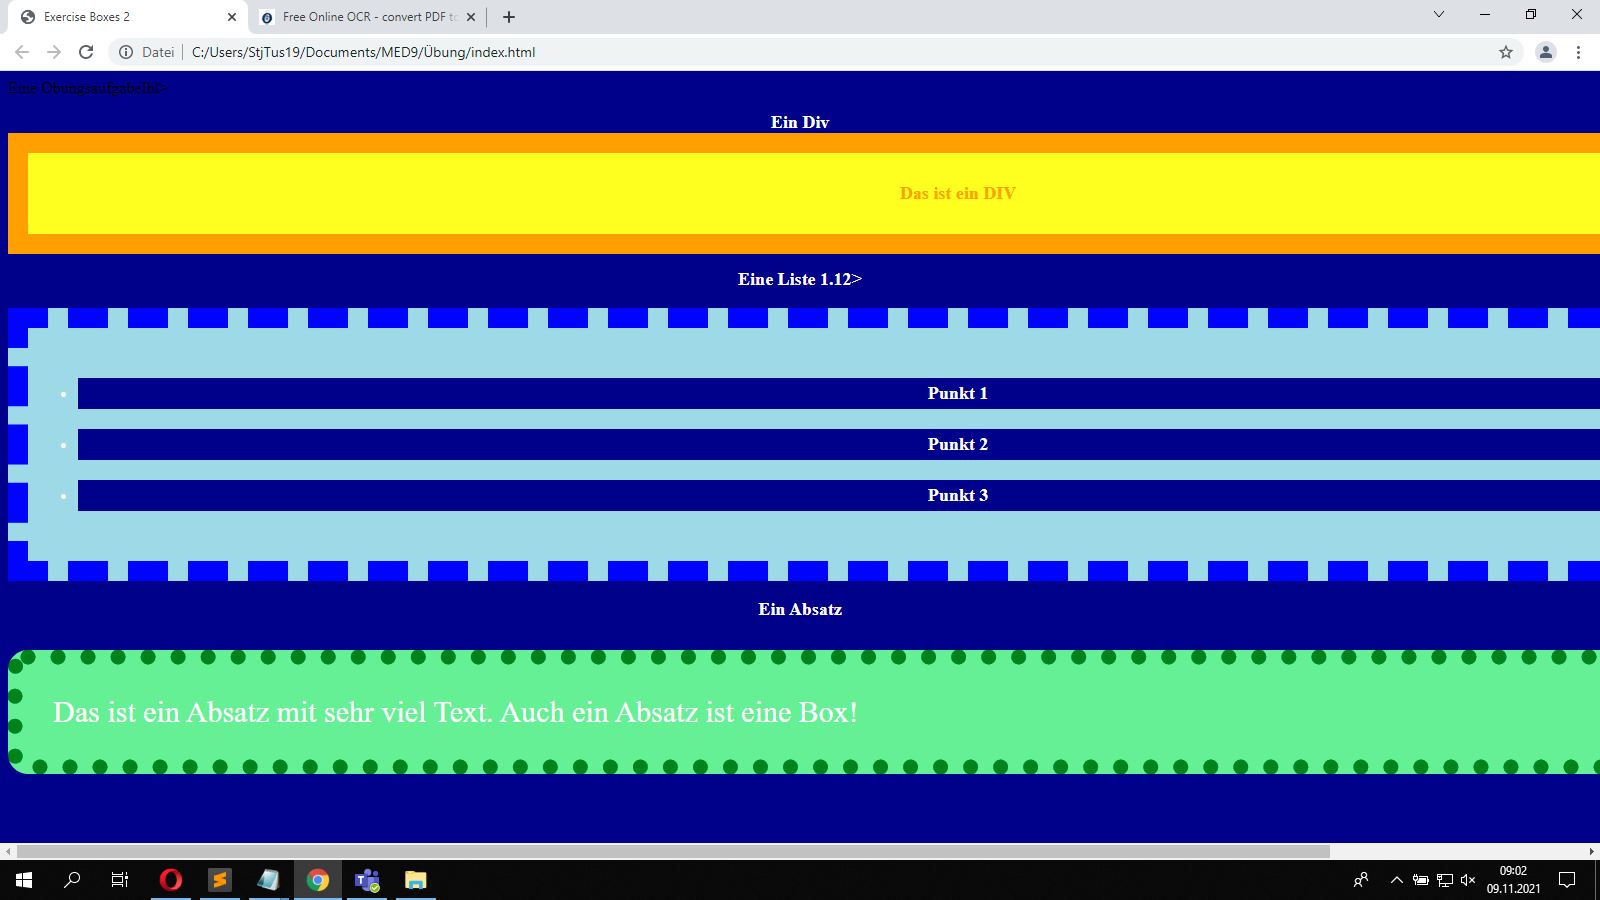 Exercise Boxes 2
Free Online OCR - convert PDF to
Datei
C:/Users/StjTus19/Documents/MED9/Übung/index.html
Eine Obungsaufgabelhl>
Ein Div
Das ist ein DIV
Eine Liste 1.12>
Punkt 1
Punkt 2
Punkt 3
Ein Absatz
Das ist ein Absatz mit sehr viel Text. Auch ein Absatz ist eine Box!
09:02
09.11.2021